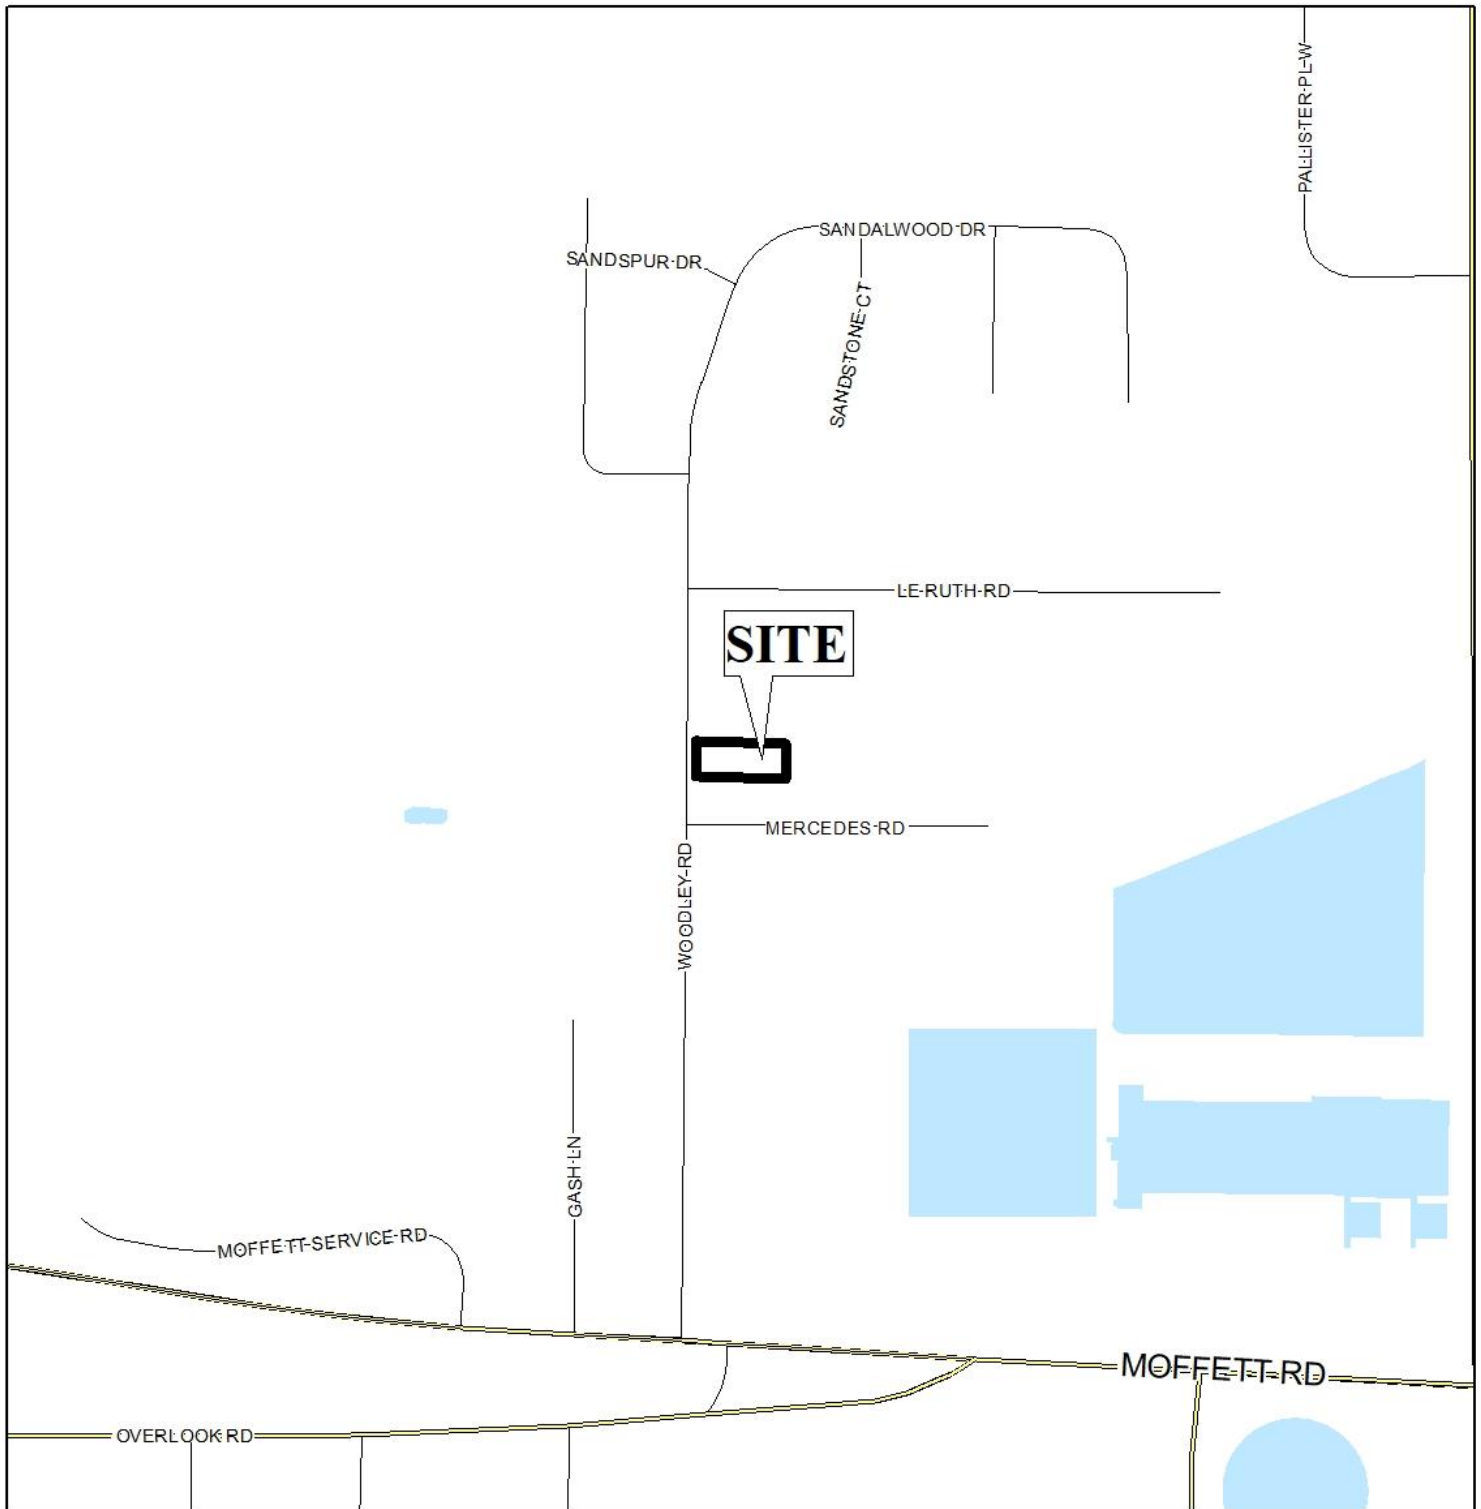 PALLISTER PL W
SANDALWOOD DR
SANDSPUR DR
SANDSTONE CT
LE RUTH RD
SITE
MERCEDES RD
WOODLEY RD
GASH LN
MOFFETT SERVICE RD
MOFFETT RD
OVERLOOK RD